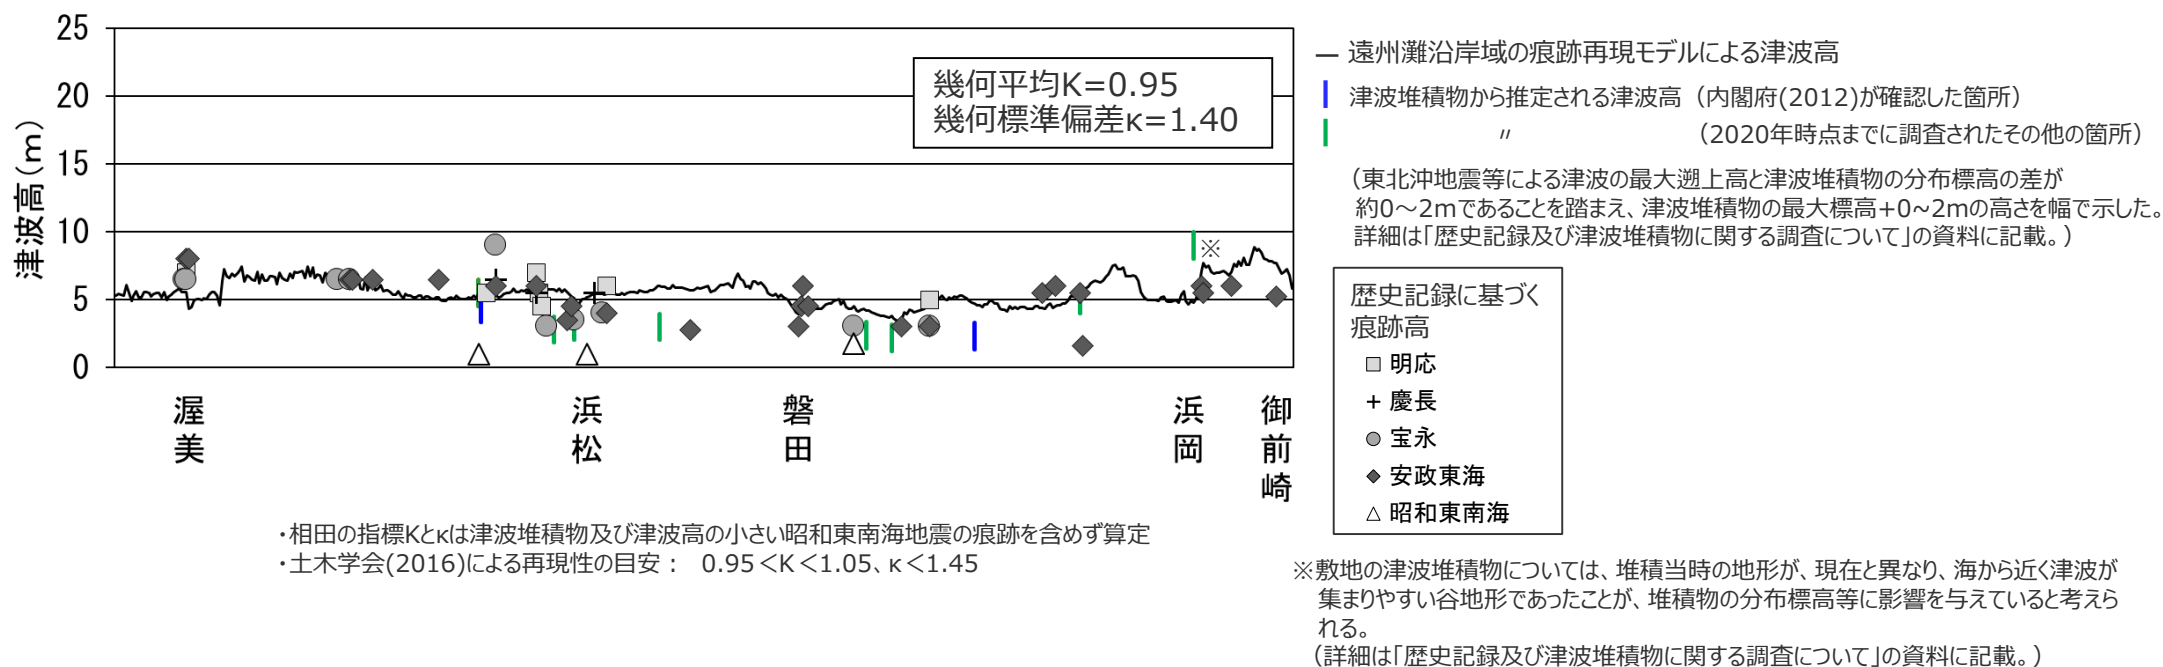 25
20
15
10
5
0
津波高(m)
幾何平均K=0.95
幾何標準偏差κ=1.40
渥美
浜松
磐田
浜岡
御前崎
遠州灘沿岸域の痕跡再現モデルによる津波高
津波堆積物から推定される津波高（内閣府(2012)が確認した箇所）
〃　（2020年時点までに調査されたその他の箇所）
（東北沖地震等による津波の最大遡上高と津波堆積物の分布標高の差が
約0～2mであることを踏まえ、津波堆積物の最大標高+0~2mの高さを幅で示した。
詳細は「歴史記録及び津波堆積物に関する調査について」の資料に記載。）
※
歴史記録に基づく
痕跡高
明応
慶長
宝永
安政東海
昭和東南海
・相田の指標Kとκは津波堆積物及び津波高の小さい昭和東南海地震の痕跡を含めず算定
・土木学会(2016)による再現性の目安： 0.95＜K＜1.05、κ＜1.45
※敷地の津波堆積物については、堆積当時の地形が、現在と異なり、海から近く津波が
集まりやすい谷地形であったことが、堆積物の分布標高等に影響を与えていると考えら
れる。
（詳細は「歴史記録及び津波堆積物に関する調査について」の資料に記載。）